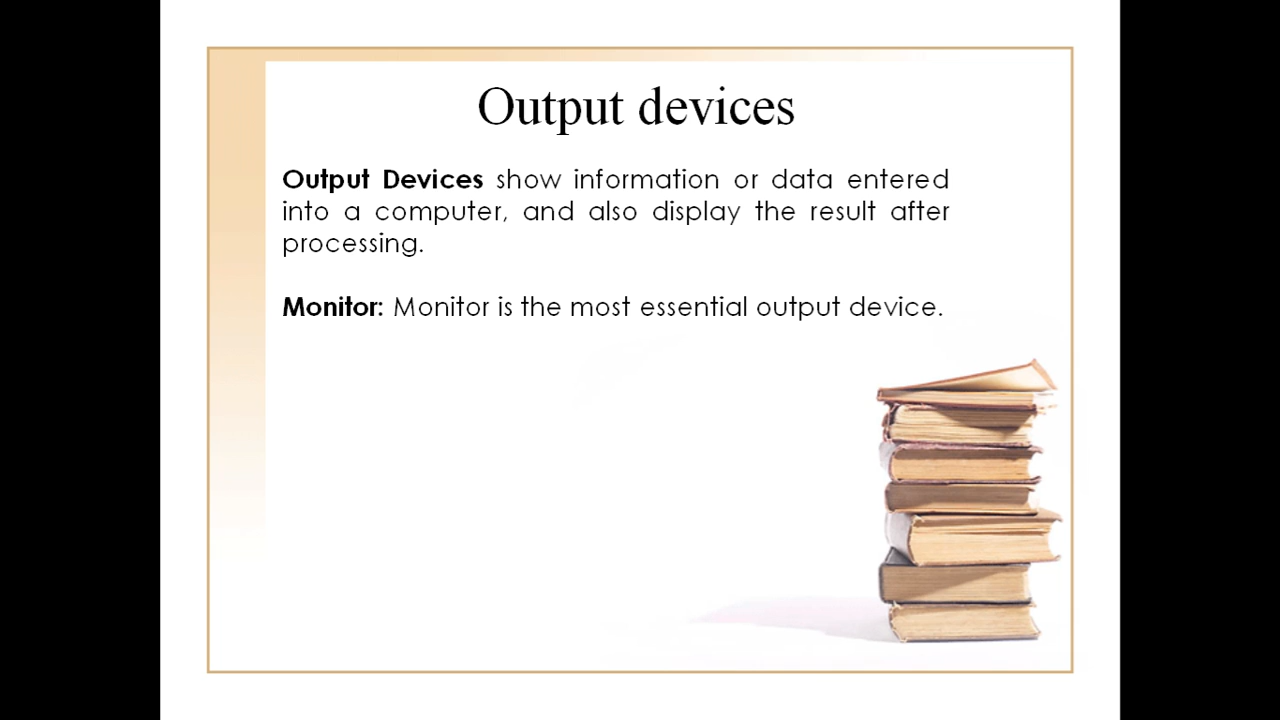 Output devices
Output Devices show information or data entered
into a computer, and also display the result after
processing.
Monitor: Monitor is the most essential output device.